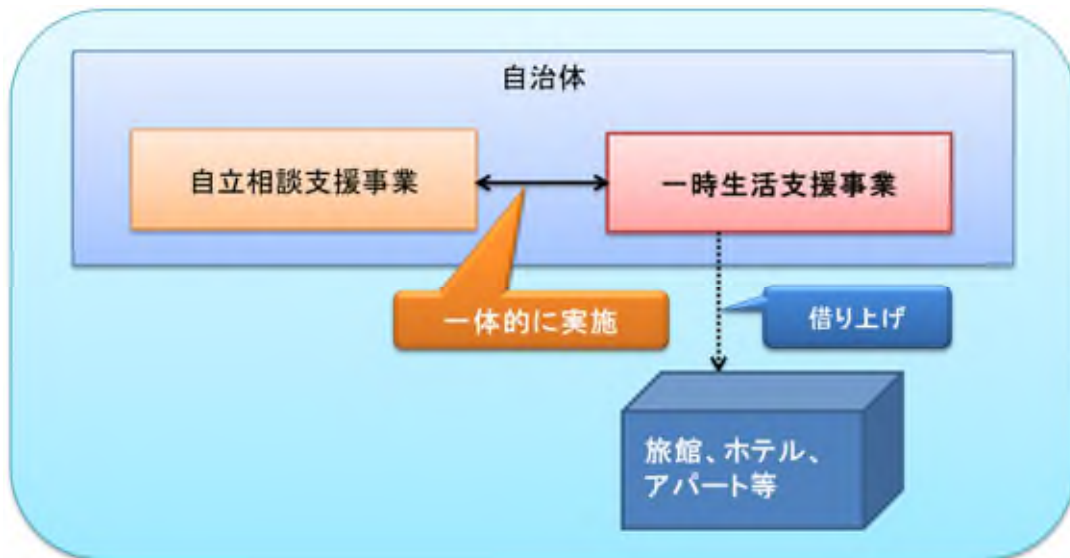 自治体
自立相談支援事業
一時生活支援事業
一体的に実施
借り上げ
旅館、ホテル、
アパート等